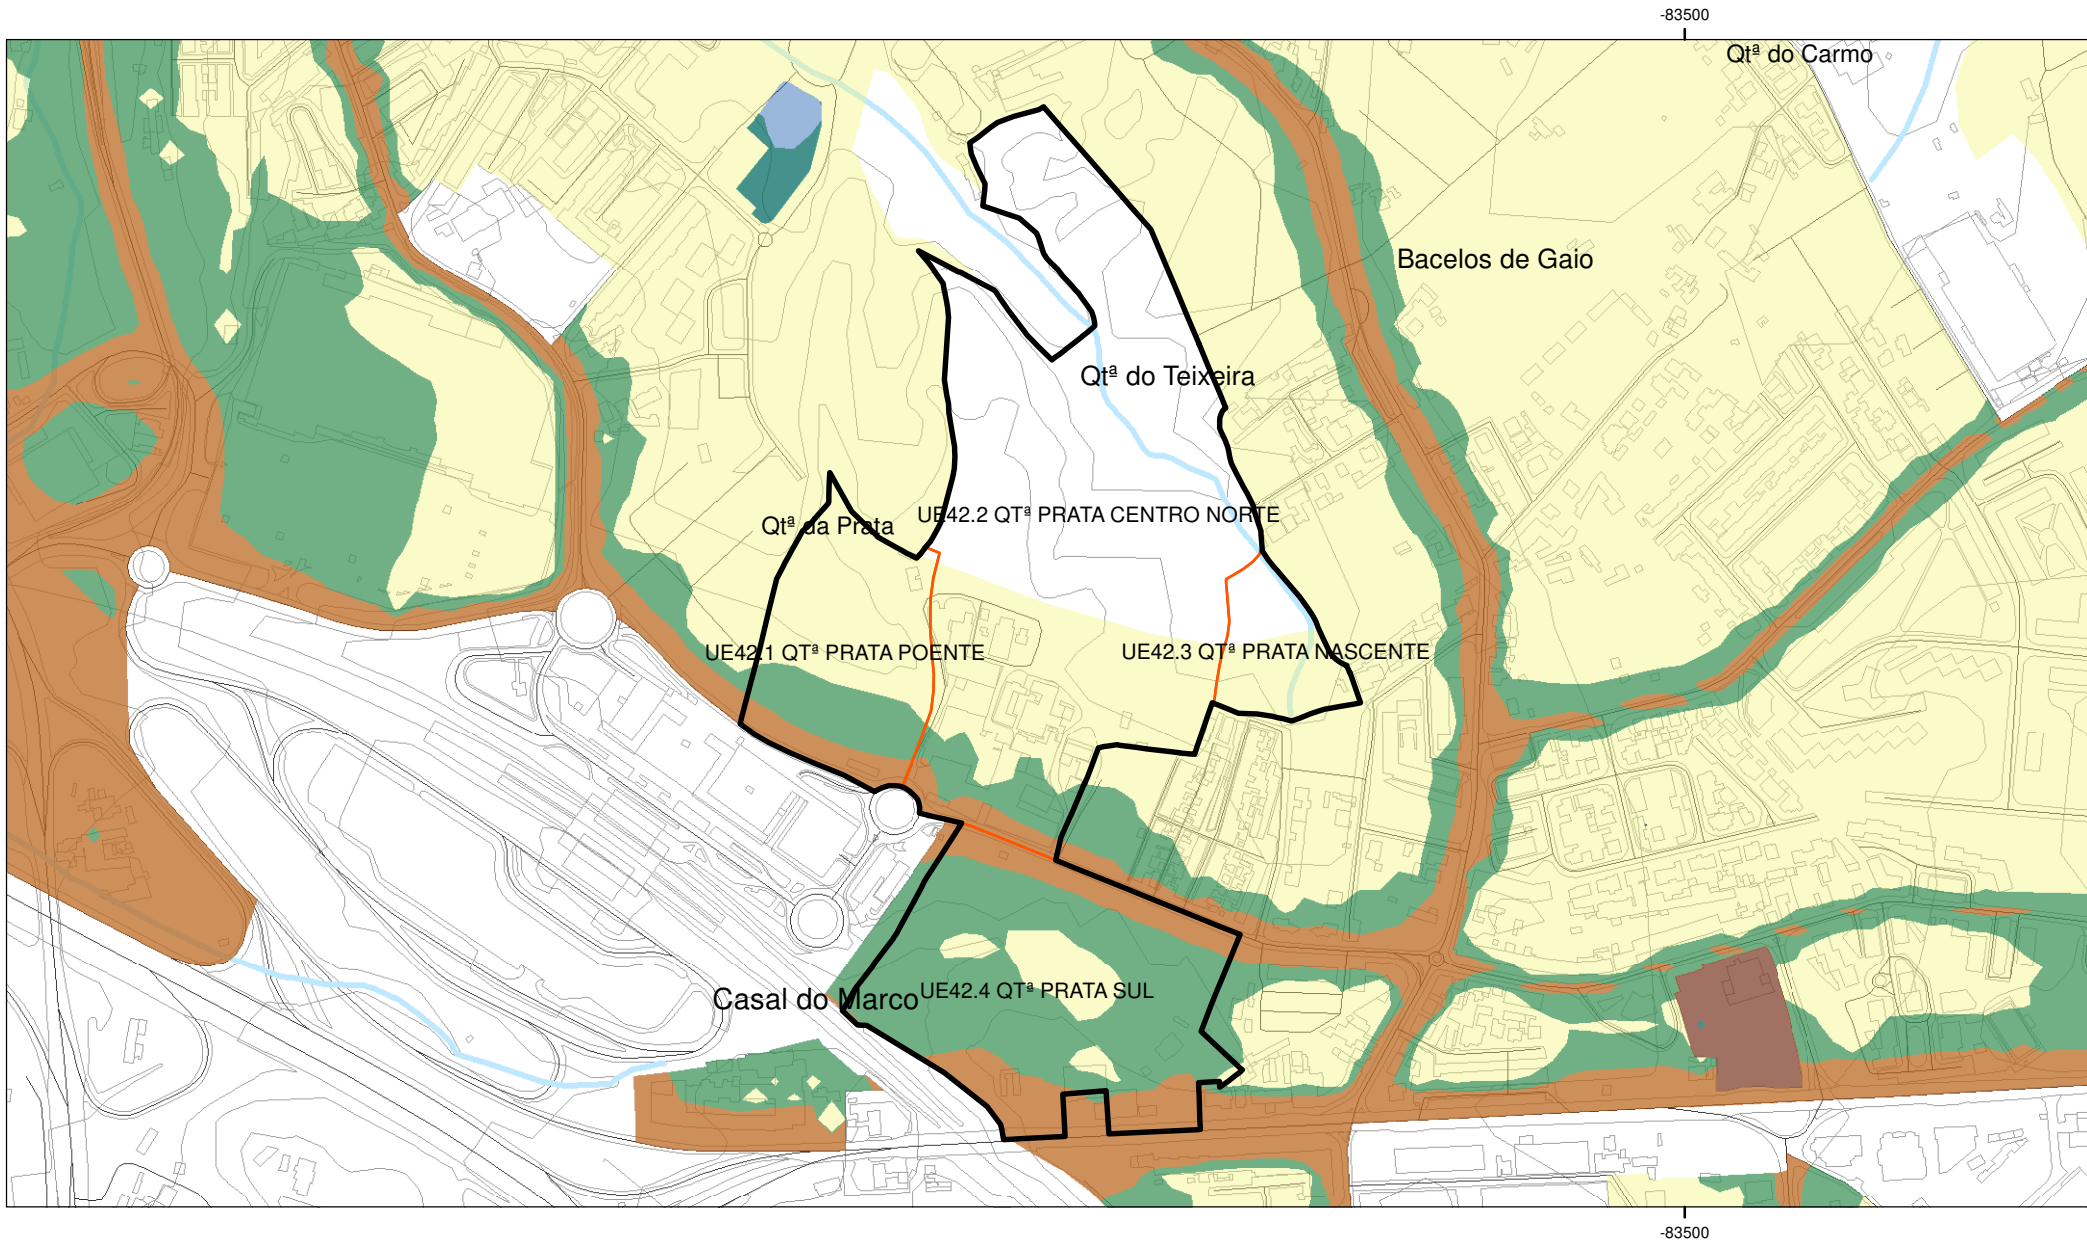 -83500
Qtª do Carmo
Bacelos de Gaio
Qtª do Teixeira
UE42.2 QTª PRATA CENTRO NORTE
Qtª da Prata
UE42.1 QTª PRATA POENTE
UE42.3 QTª PRATA NASCENTE
UE42.4 QTª PRATA SUL
Casal do Marco
-83500